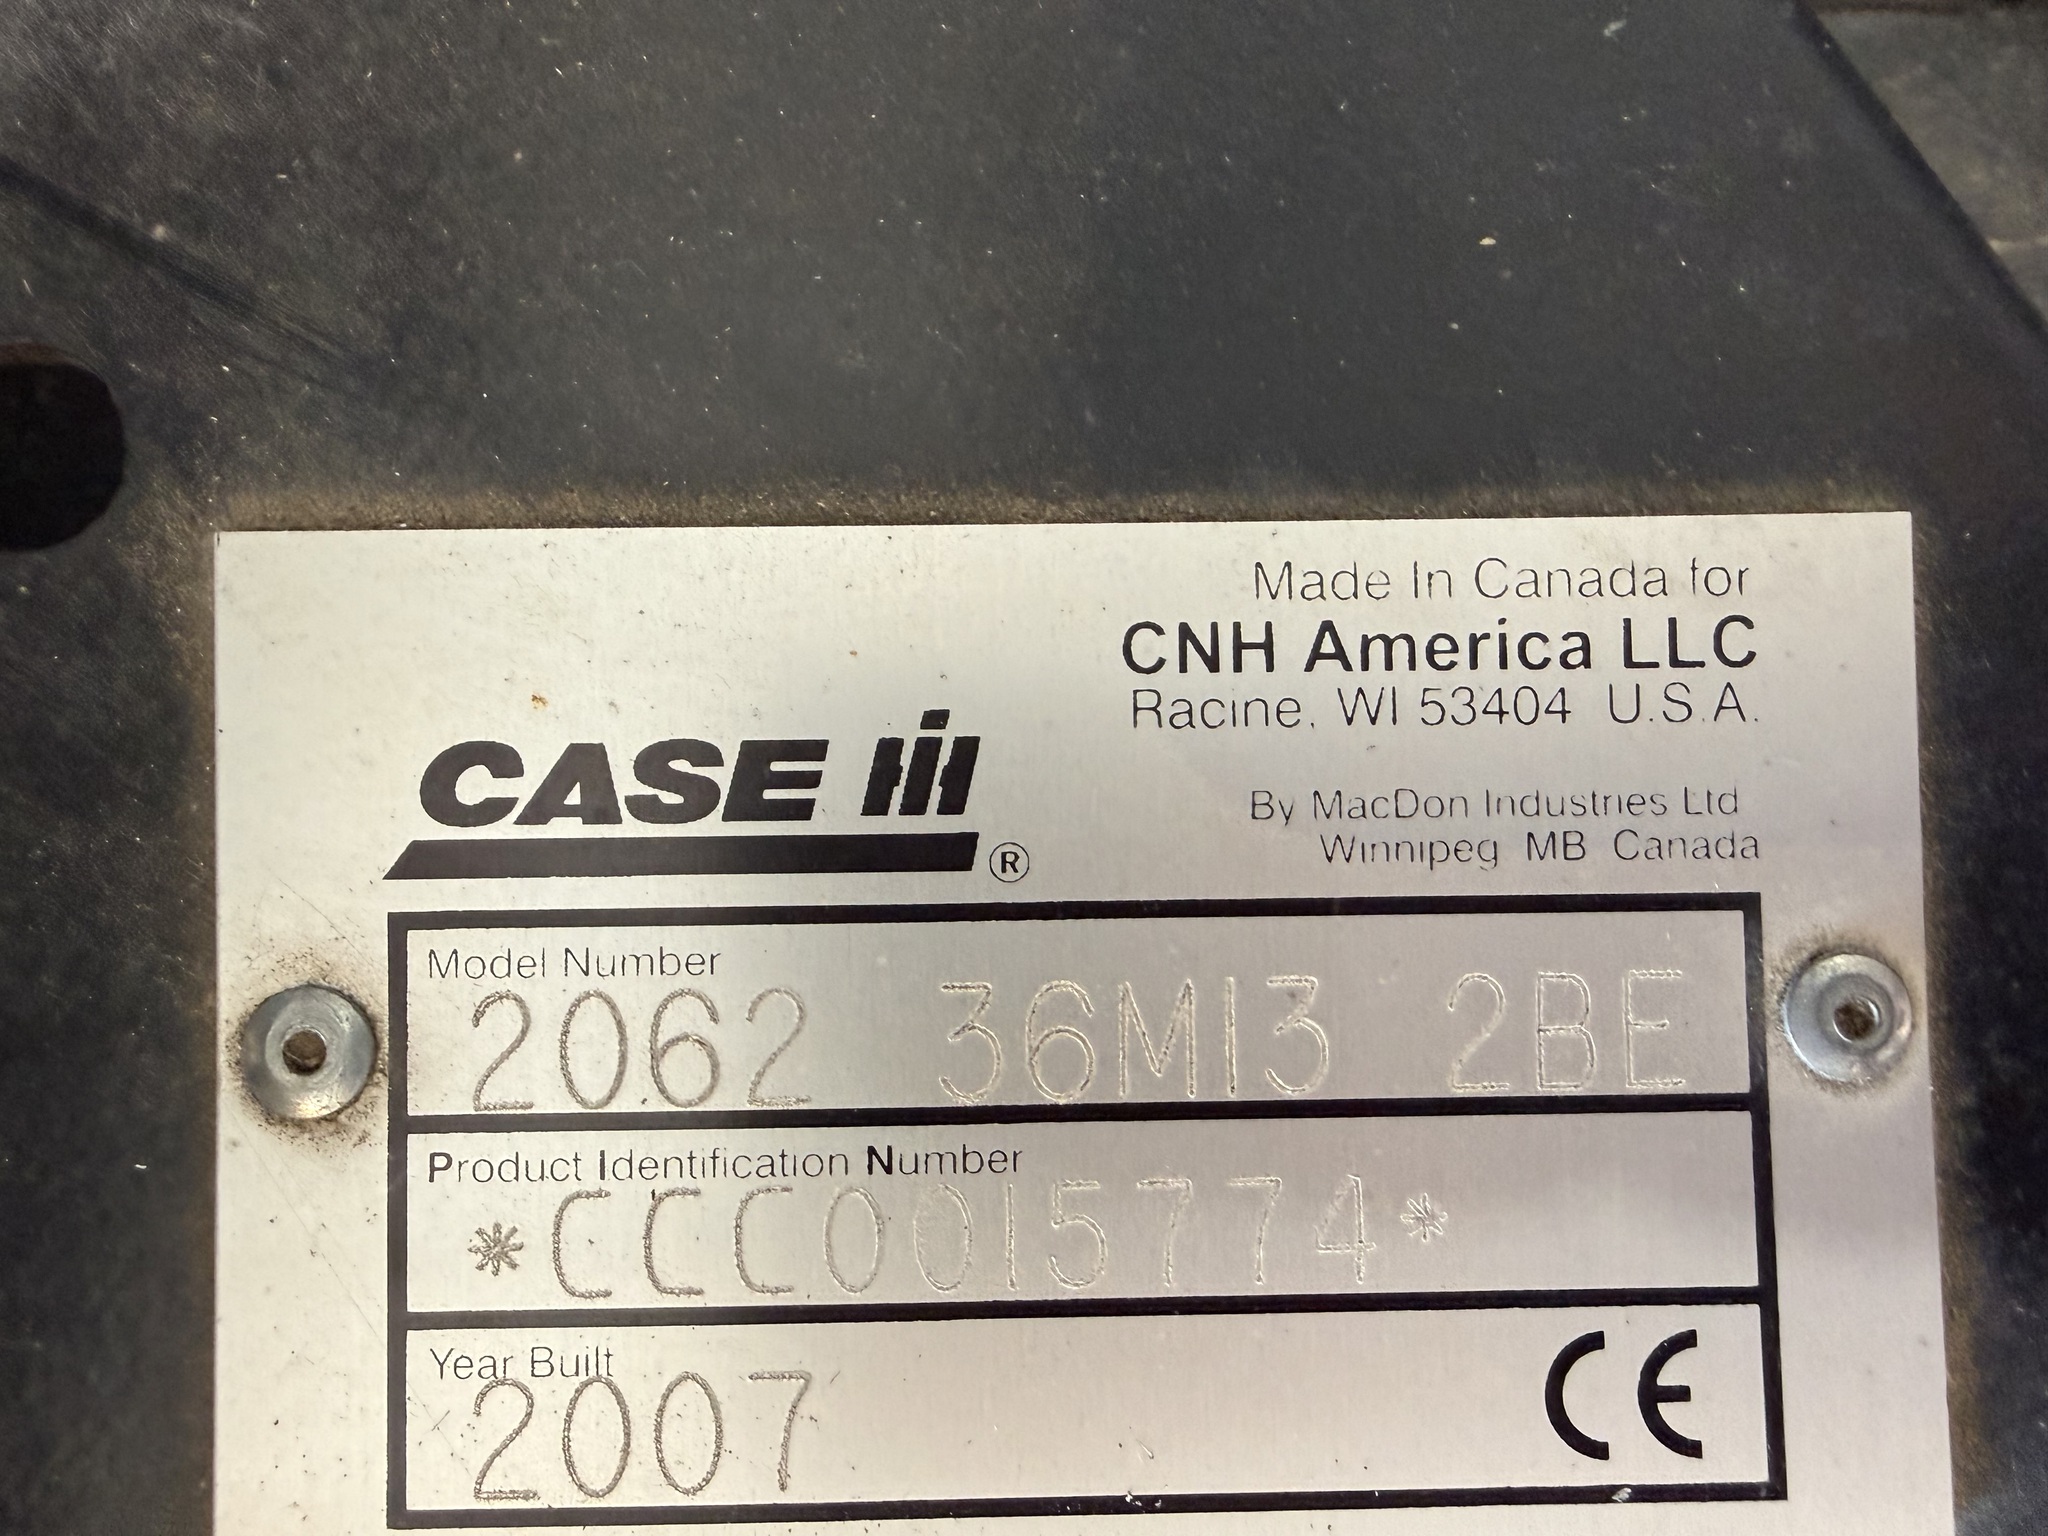 Made In Canada for
CNH America LLC
Racine, WI 53404 U.S.A.
CASE IH ®
By MacDon Industries Ltd
Winnipeg MB Canada
Model Number
2062 36M13 2BE
Product Identification Number
*CCC0015774*
Year Built
2007
CE